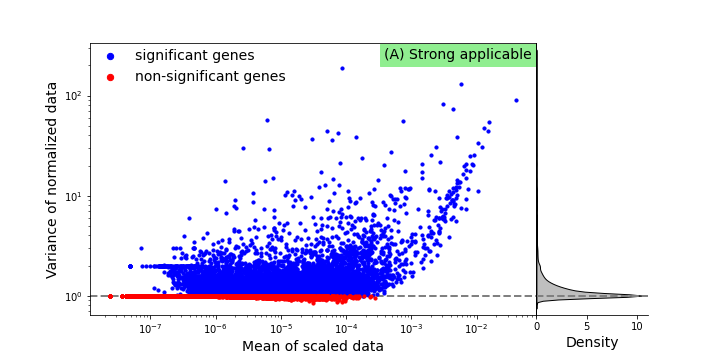 (A) Strong applicable
significant genes
non-significant genes
Variance of normalized data
10²
10¹
10⁰
10⁻⁷ 10⁻⁶ 10⁻⁵ 10⁻⁴ 10⁻³ 10⁻² 0 5 10
Mean of scaled data
Density